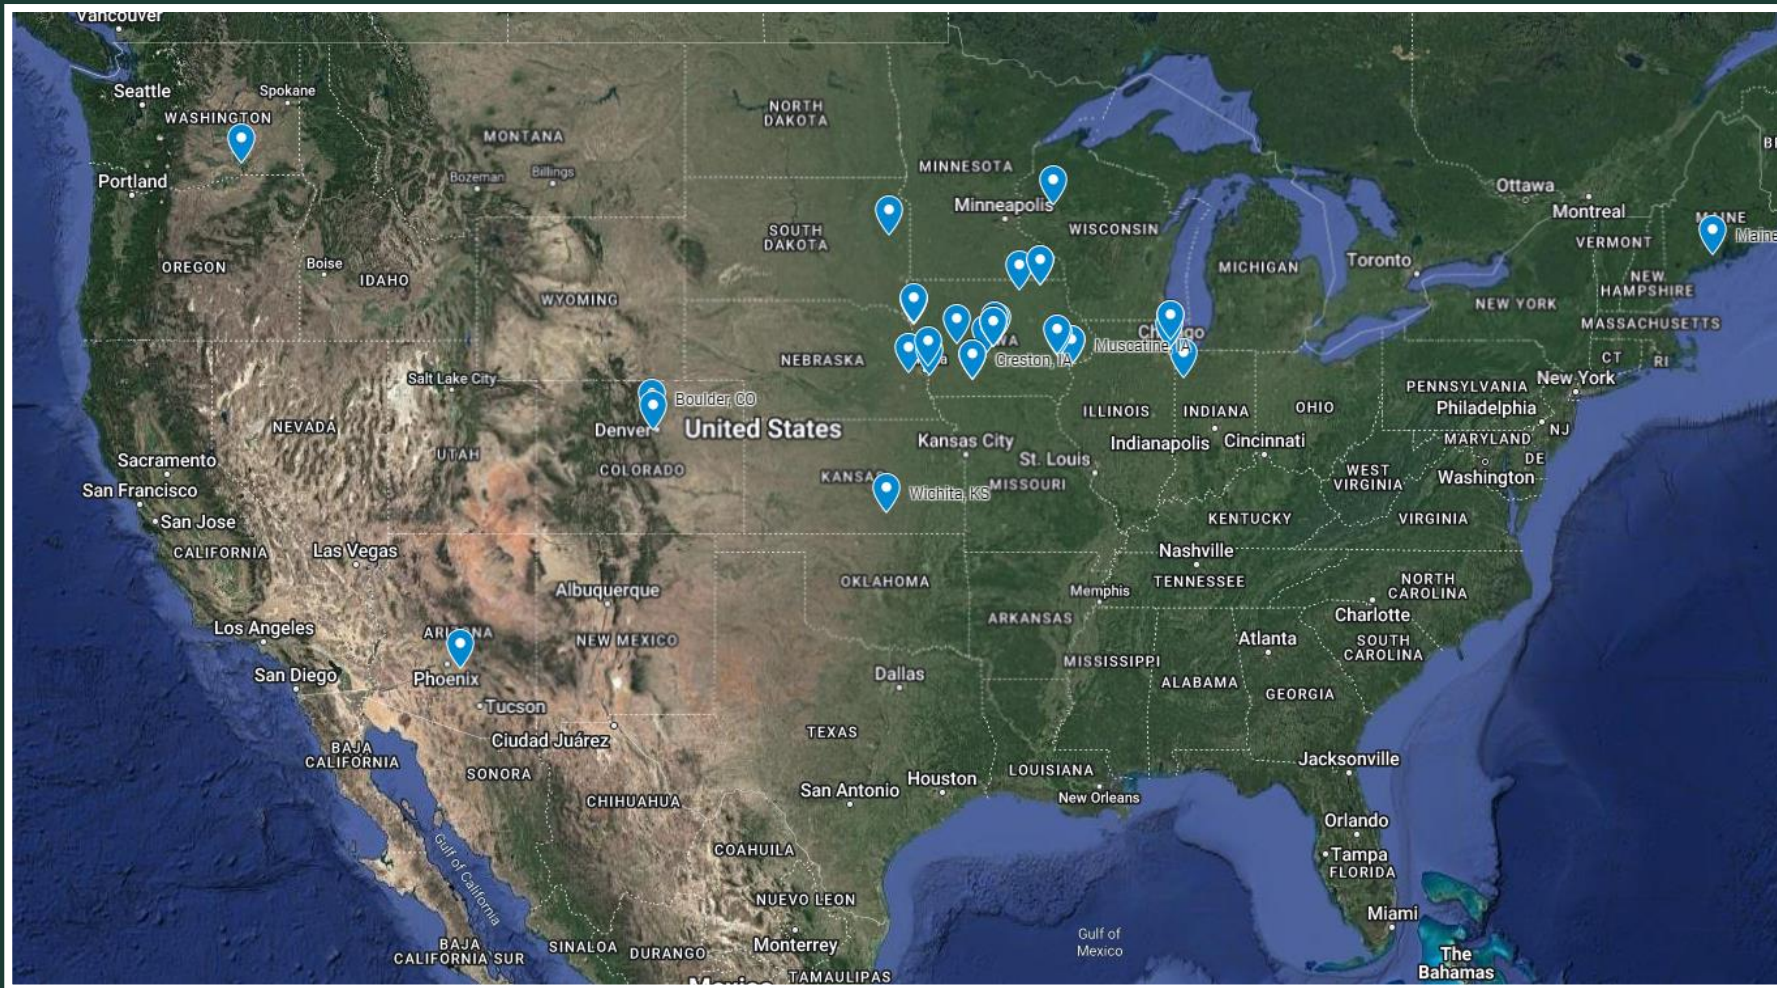 Vancouver
Seattle
Spokane
WASHINGTON
Portland
MONTANA
Bozeman
Billings
NORTH
DAKOTA
MINNESOTA
Minneapolis
WISCONSIN
SOUTH
DAKOTA
OREGON
Boise
IDAHO
WYOMING
MICHIGAN
Toronto
Ottawa
Montreal
MAINE
Maine
VERMONT
NEW
HAMPSHIRE
NEW YORK
MASSACHUSETTS
CT
RI
NEBRASKA
Creston, IA
Muscatine, IA
Salt Lake City
Boulder, CO
Denver
United States
NEVADA
UTAH
COLORADO
Sacramento
San Francisco
San Jose
CALIFORNIA
Las Vegas
KANSAS
Wichita, KS
Kansas City
St. Louis
MISSOURI
ILLINOIS
INDIANA
Indianapolis
OHIO
Cincinnati
PENNSYLVANIA
New York
Philadelphia
NJ
MARYLAND
DE
Washington
WEST
VIRGINIA
VIRGINIA
KENTUCKY
Nashville
TENNESSEE
NORTH
CAROLINA
Charlotte
SOUTH
CAROLINA
Los Angeles
San Diego
ARIZONA
Phoenix
Tucson
Albuquerque
NEW MEXICO
OKLAHOMA
ARKANSAS
Memphis
MISSISSIPPI
ALABAMA
Atlanta
GEORGIA
Dallas
TEXAS
Ciudad Juárez
BAJA
CALIFORNIA
SONORA
CHIHUAHUA
San Antonio
Houston
LOUISIANA
New Orleans
Jacksonville
Orlando
Tampa
FLORIDA
Miami
COAHUILA
NUEVO LEON
Gulf of California
Gulf of
Mexico
BAJA
CALIFORNIA SUR
SINALOA
DURANGO
Monterrey
TAMAULIPAS
Mexico
The
Bahamas